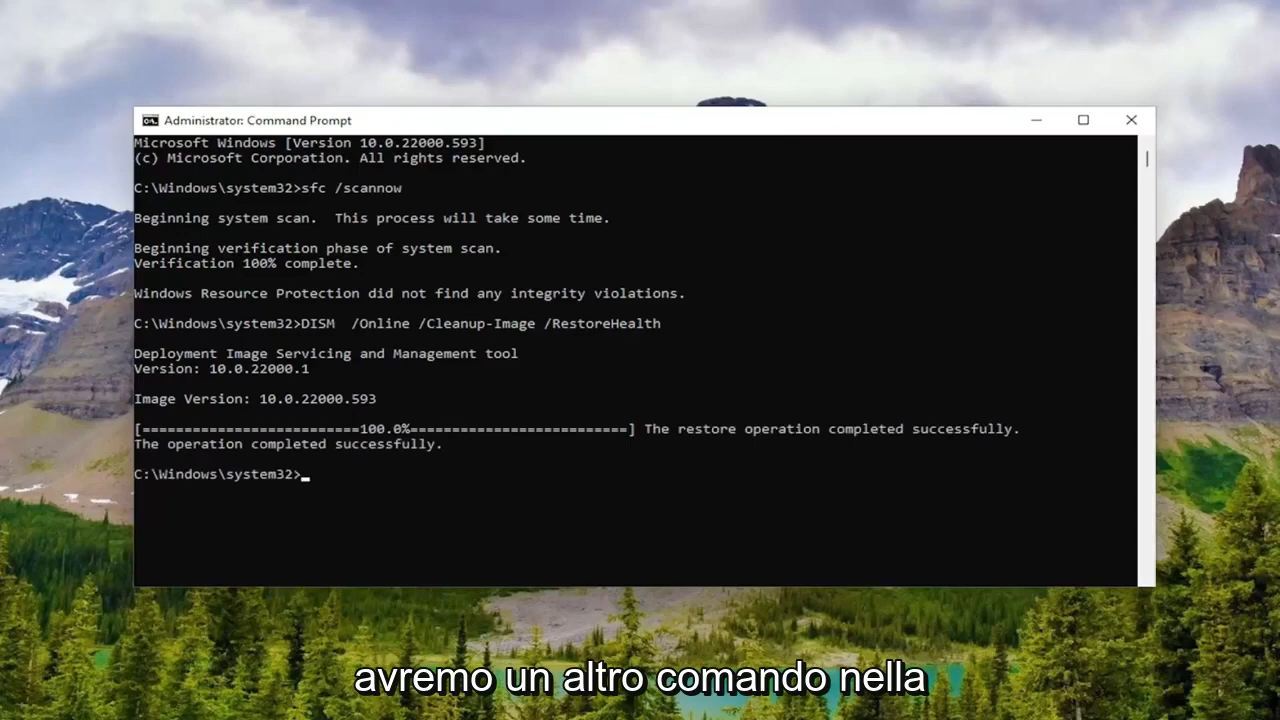 Administrator: Command Prompt
Microsoft Windows [Version 10.0.22000.593]
(c) Microsoft Corporation. All rights reserved.
C:\Windows\system32>sfc /scannow
Beginning system scan.  This process will take some time.
Beginning verification phase of system scan.
Verification 100% complete.
Windows Resource Protection did not find any integrity violations.
C:\Windows\system32>DISM  /Online /Cleanup-Image /RestoreHealth
Deployment Image Servicing and Management tool
Version: 10.0.22000.1
Image Version: 10.0.22000.593
[==========================100.0%==========================] The restore operation completed successfully.
The operation completed successfully.
C:\Windows\system32>
avremo un altro comando nella